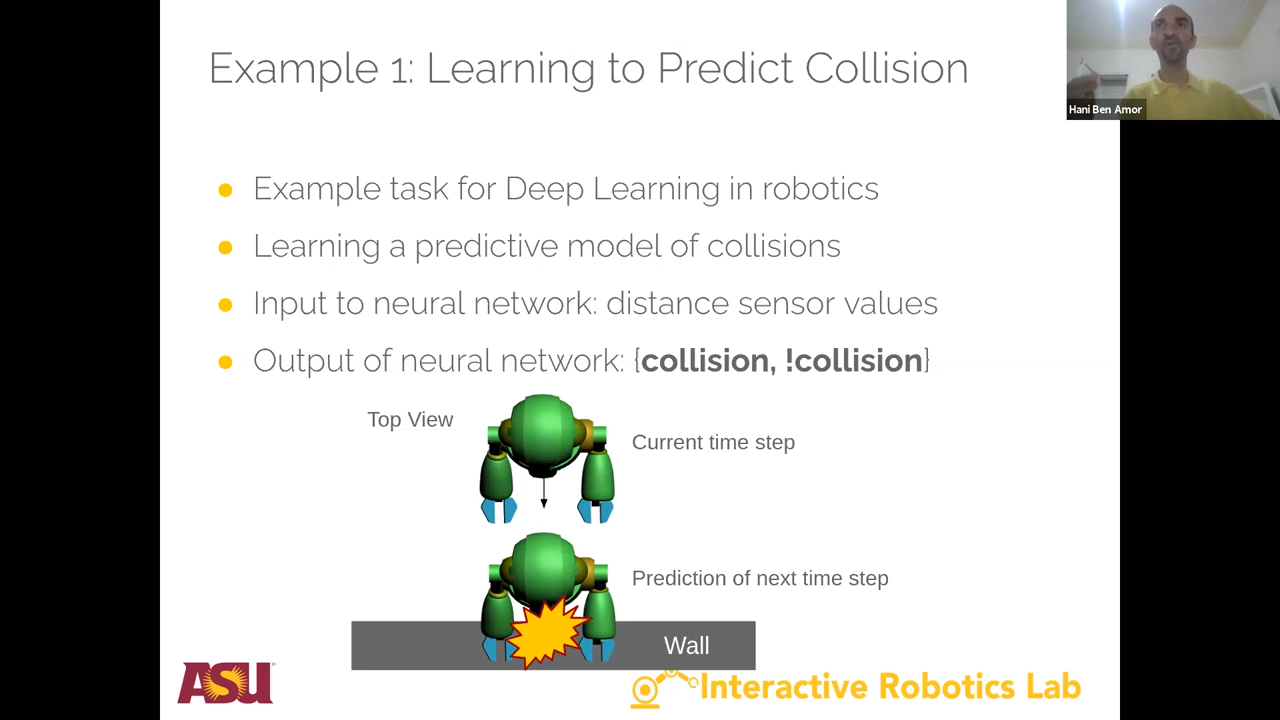 Example 1: Learning to Predict Collision
Hani Ben Amor
Example task for Deep Learning in robotics
Learning a predictive model of collisions
Input to neural network: distance sensor values
Output of neural network: {collision, !collision}
Top View
Current time step
Prediction of next time step
Wall
ASU
Interactive Robotics Lab